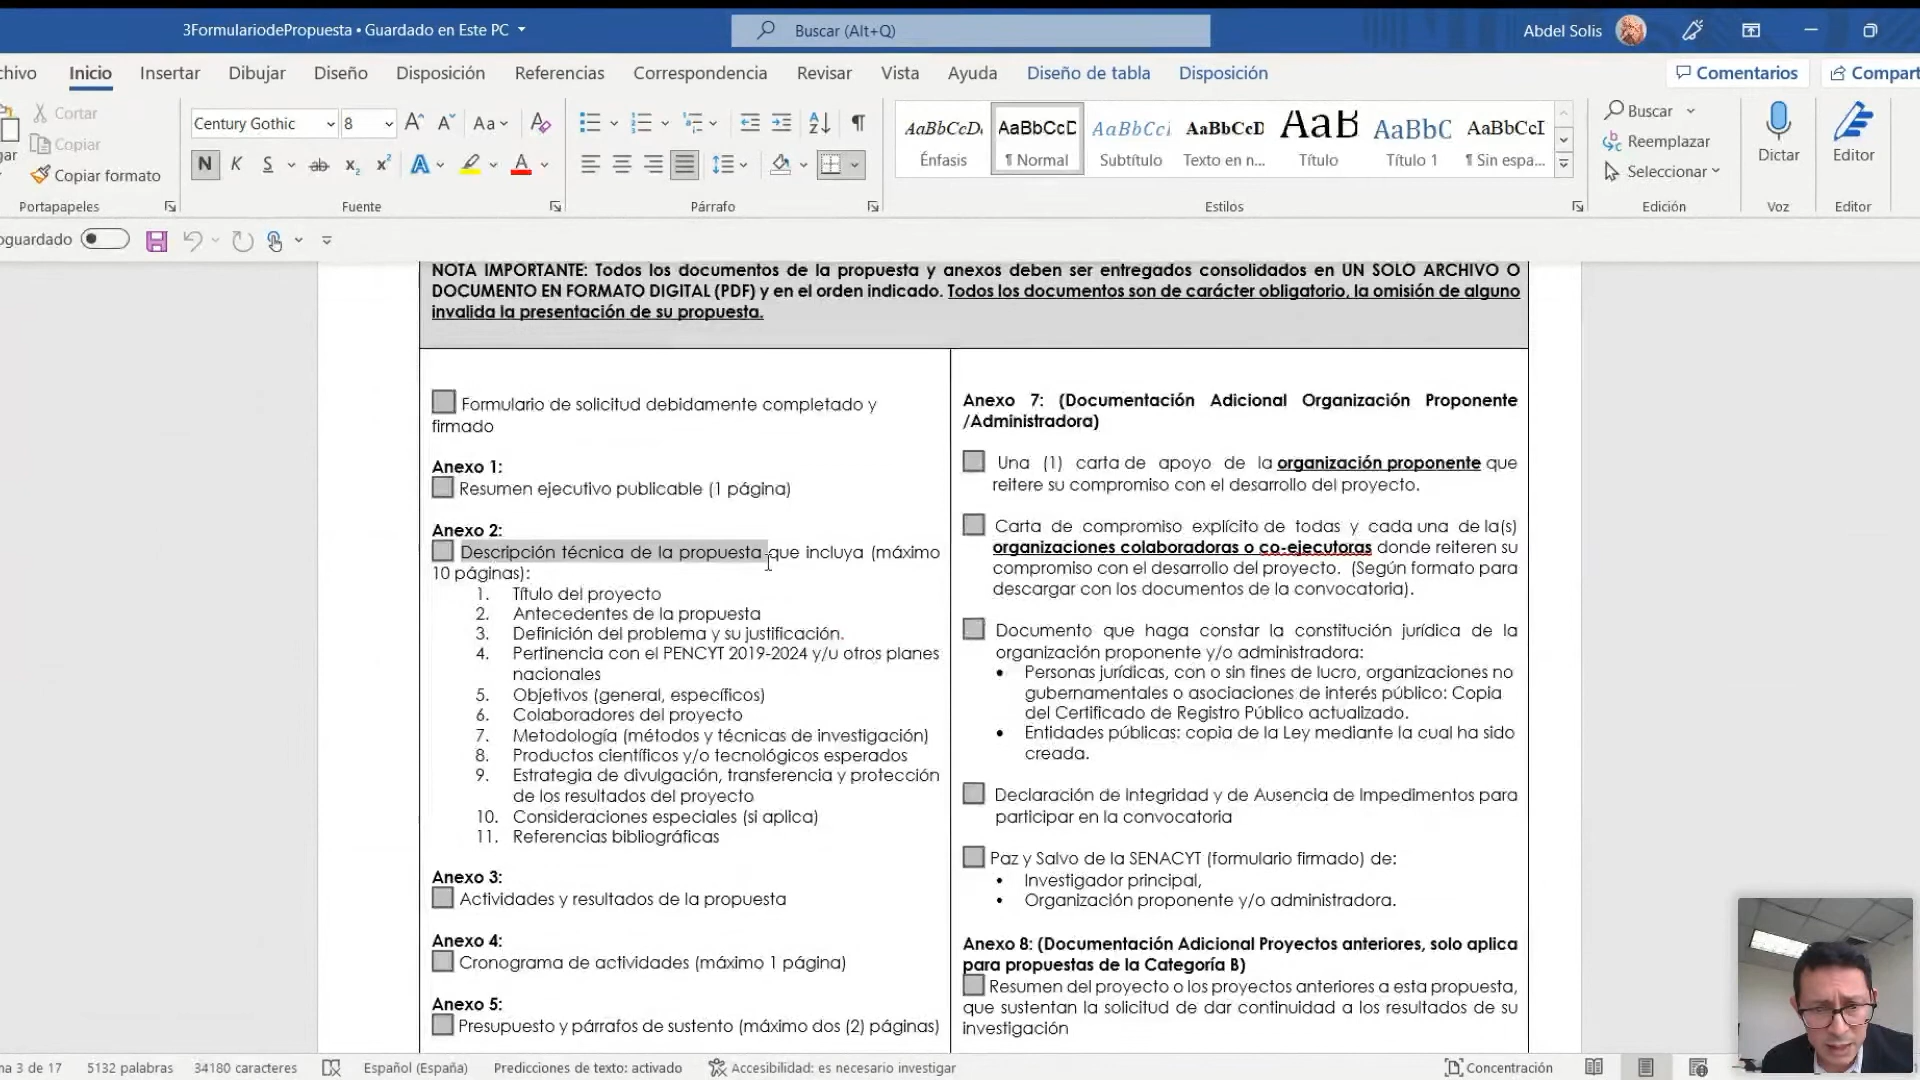 3FormulariodePropuesta • Guardado en Este PC
Buscar (Alt+Q)
Abdel Solis
chivo
Inicio
Insertar
Dibujar
Diseño
Disposición
Referencias
Correspondencia
Revisar
Vista
Ayuda
Diseño de tabla
Disposición
Comentarios
Compart
gar
Cortar
Copiar
Copiar formato
Portapapeles
Century Gothic
8
Aa
N K S ab
Fuente
Párrafo
AaBbCcD
Énfasis
AaBbCcD
¶ Normal
AaBbCcI
Subtítulo
AaBbCcD
Texto en n...
AaB
Título
AaBbC
Título 1
AaBbCcI
¶ Sin espa...
Estilos
Buscar
Reemplazar
Seleccionar
Edición
Dictar
Voz
Editor
Editor
oguardado
NOTA IMPORTANTE: Todos los documentos de la propuesta y anexos deben ser entregados consolidados en UN SOLO ARCHIVO O
DOCUMENTO EN FORMATO DIGITAL (PDF) y en el orden indicado. Todos los documentos son de carácter obligatorio, la omisión de alguno
invalida la presentación de su propuesta.
Formulario de solicitud debidamente completado y
firmado
Anexo 1:
Resumen ejecutivo publicable (1 página)
Anexo 2:
Descripción técnica de la propuesta que incluya (máximo
10 páginas):
1. Título del proyecto
2. Antecedentes de la propuesta
3. Definición del problema y su justificación.
4. Pertinencia con el PENCYT 2019-2024 y/u otros planes
nacionales
5. Objetivos (general, específicos)
6. Colaboradores del proyecto
7. Metodología (métodos y técnicas de investigación)
8. Productos científicos y/o tecnológicos esperados
9. Estrategia de divulgación, transferencia y protección
de los resultados del proyecto
10. Consideraciones especiales (si aplica)
11. Referencias bibliográficas
Anexo 3:
Actividades y resultados de la propuesta
Anexo 4:
Cronograma de actividades (máximo 1 página)
Anexo 5:
Presupuesto y párrafos de sustento (máximo dos (2) páginas)
Anexo 7: (Documentación Adicional Organización Proponente
/Administradora)
Una (1) carta de apoyo de la organización proponente que
reitere su compromiso con el desarrollo del proyecto.
Carta de compromiso explícito de todas y cada una de la(s)
organizaciones colaboradoras o co-ejecutoras donde reiteren su
compromiso con el desarrollo del proyecto. (Según formato para
descargar con los documentos de la convocatoria).
Documento que haga constar la constitución jurídica de la
organización proponente y/o administradora:
• Personas jurídicas, con o sin fines de lucro, organizaciones no
gubernamentales o asociaciones de interés público: Copia
del Certificado de Registro Público actualizado.
• Entidades públicas: copia de la Ley mediante la cual ha sido
creada.
Declaración de Integridad y de Ausencia de Impedimentos para
participar en la convocatoria
Paz y Salvo de la SENACYT (formulario firmado) de:
• Investigador principal,
• Organización proponente y/o administradora.
Anexo 8: (Documentación Adicional Proyectos anteriores, solo aplica
para propuestas de la Categoría B)
Resumen del proyecto o los proyectos anteriores a esta propuesta,
que sustentan la solicitud de dar continuidad a los resultados de su
investigación
na 3 de 17
5132 palabras
34180 caracteres
Español (España)
Predicciones de texto: activado
Accesibilidad: es necesario investigar
Concentración